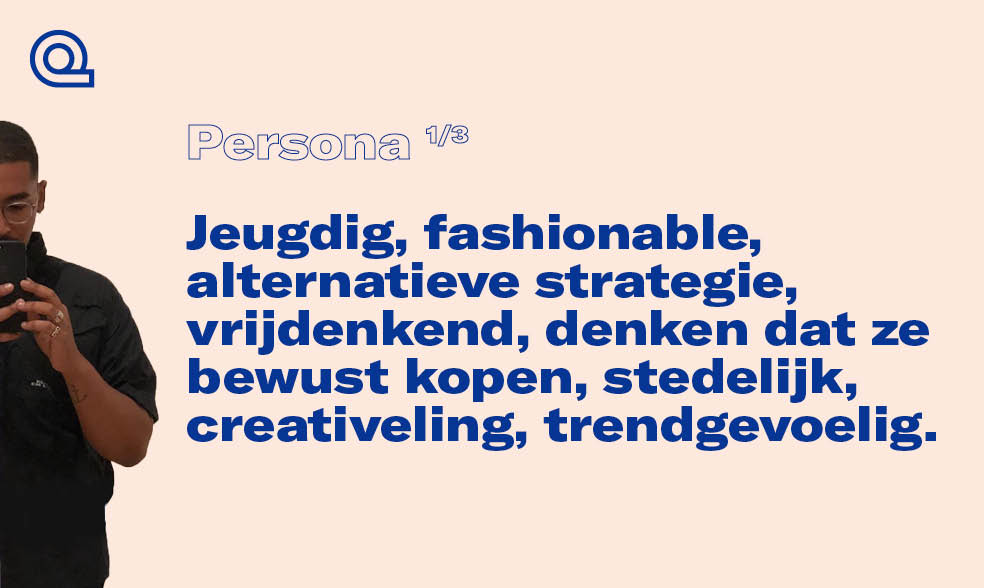 Persona 1/3
Jeugdig, fashionable,
alternatieve strategie,
vrijdenkend, denken dat ze
bewust kopen, stedelijk,
creativeling, trendgevoelig.